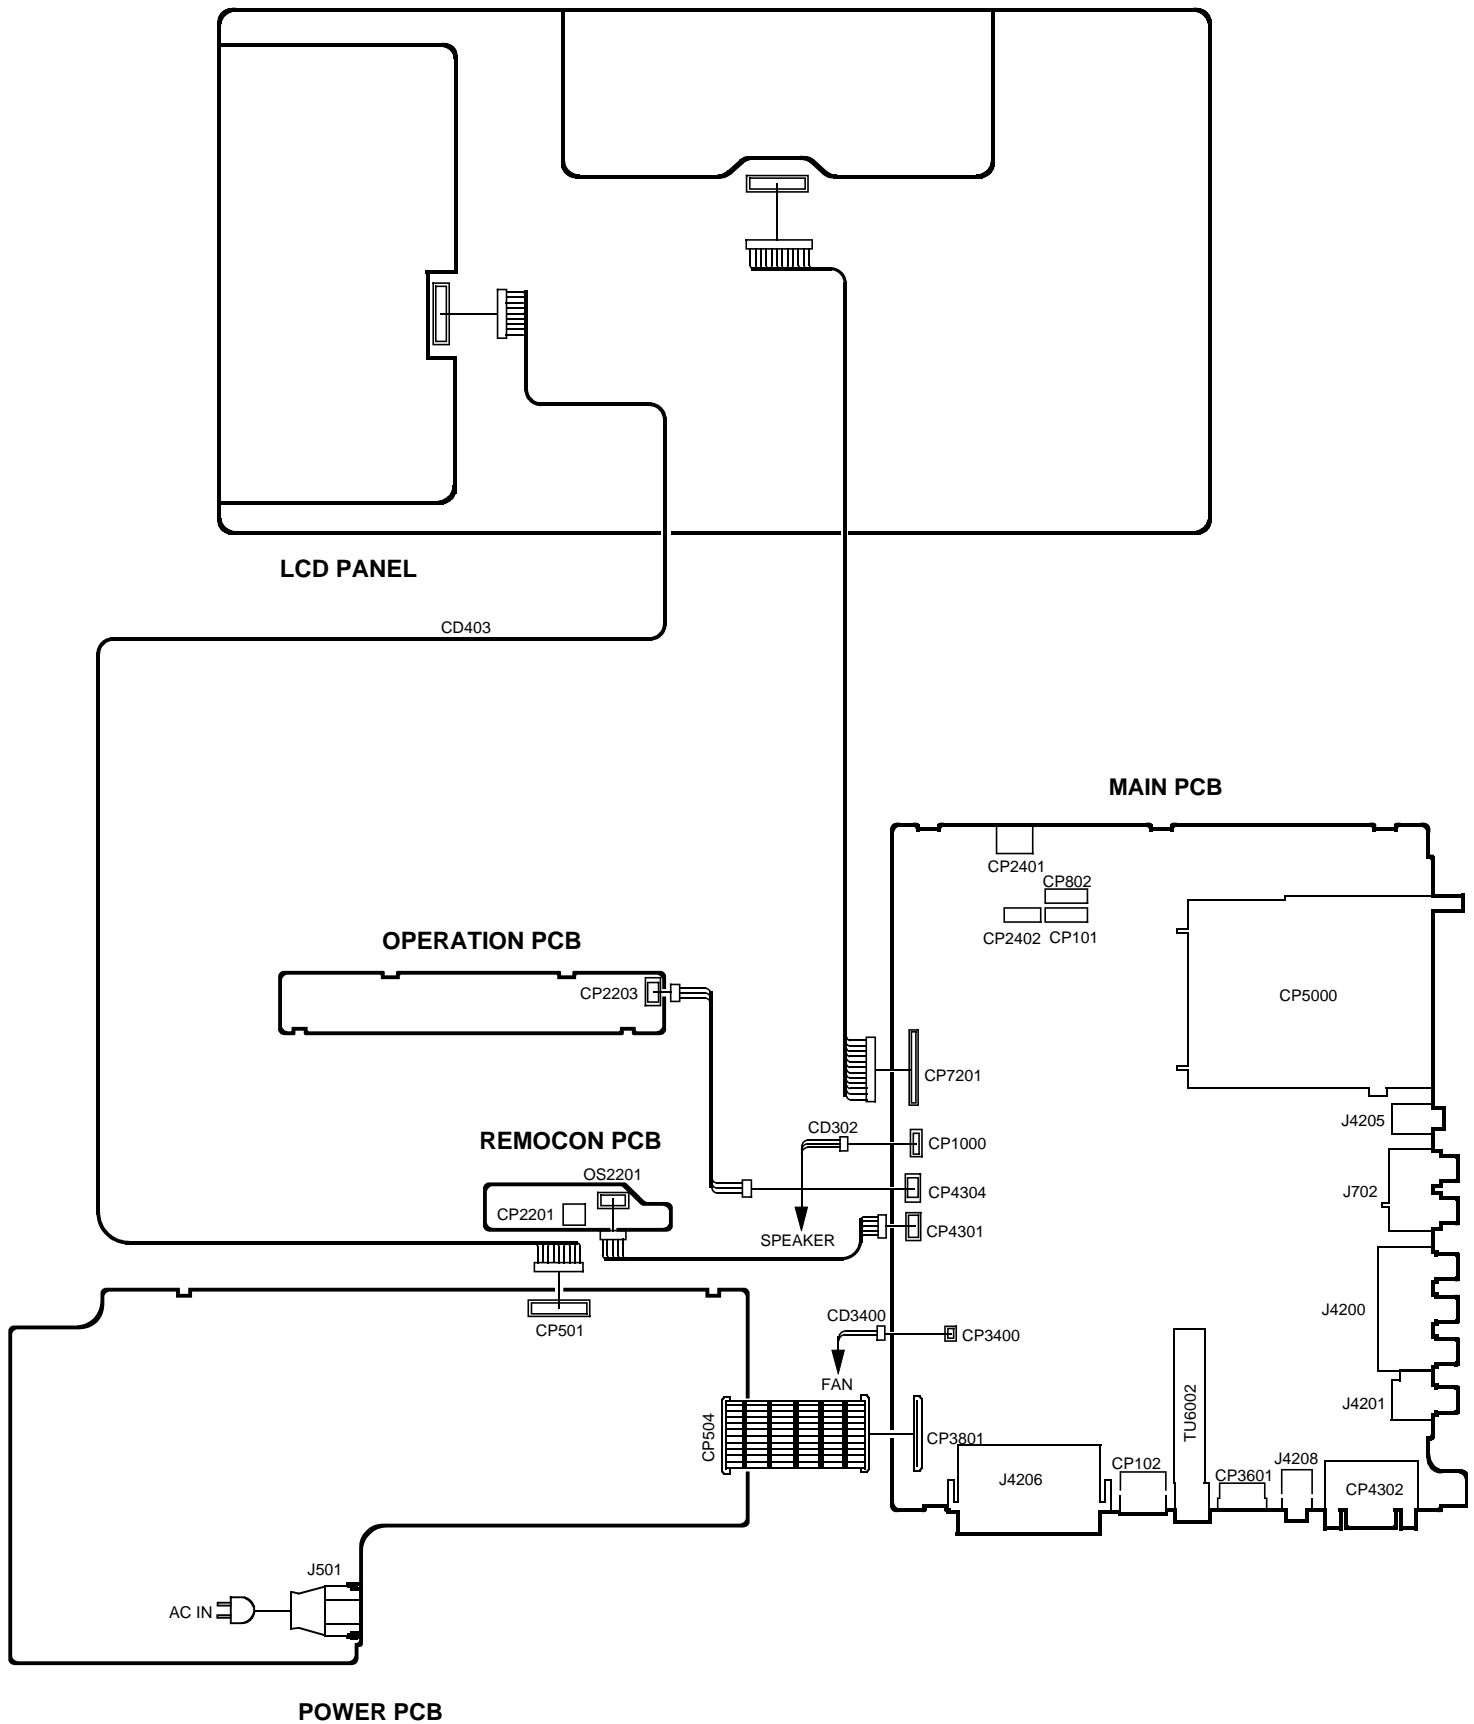 LCD PANEL
CD403
MAIN PCB
CP2401
CP802
CP2402
CP101
OPERATION PCB
CP2203
CP5000
CP7201
J4205
CD302
CP1000
REMOCON PCB
OS2201
CP2201
CP4304
J702
SPEAKER
CP4301
CP501
CD3400
CP3400
J4200
FAN
TU6002
J4201
CP504
CP3801
J4206
CP102
CP3601
J4208
CP4302
J501
AC IN
POWER PCB